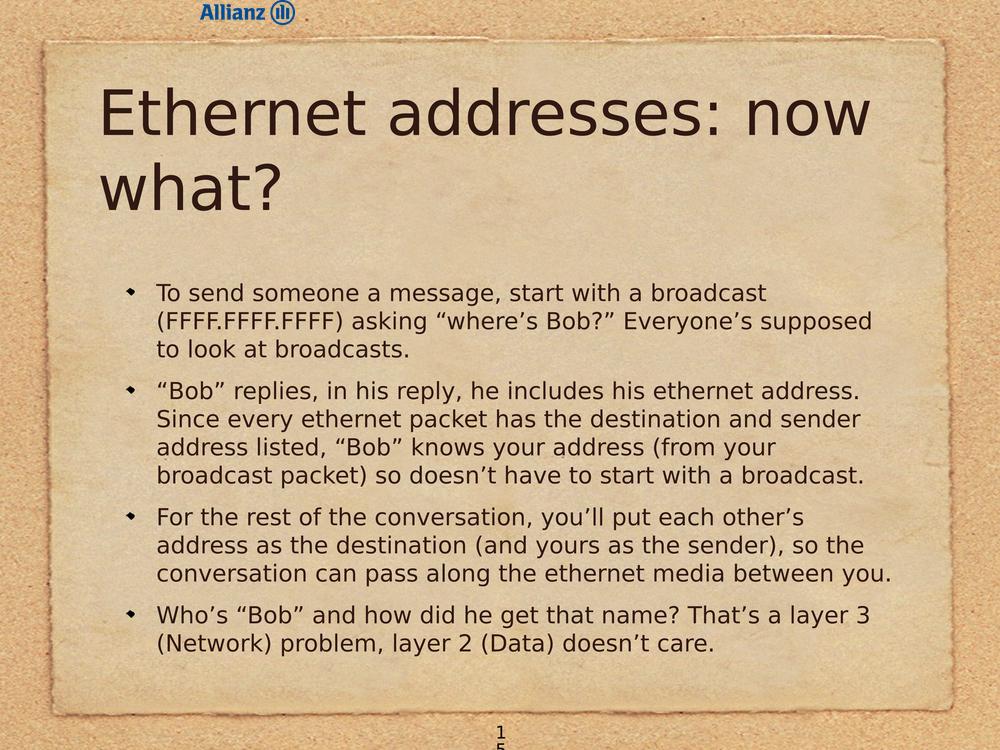 Allianz
Ethernet addresses: now
what?
To send someone a message, start with a broadcast
(FFFF.FFFF.FFFF) asking “where’s Bob?” Everyone’s supposed
to look at broadcasts.
“Bob” replies, in his reply, he includes his ethernet address.
Since every ethernet packet has the destination and sender
address listed, “Bob” knows your address (from your
broadcast packet) so doesn’t have to start with a broadcast.
For the rest of the conversation, you’ll put each other’s
address as the destination (and yours as the sender), so the
conversation can pass along the ethernet media between you.
Who’s “Bob” and how did he get that name? That’s a layer 3
(Network) problem, layer 2 (Data) doesn’t care.
1
5